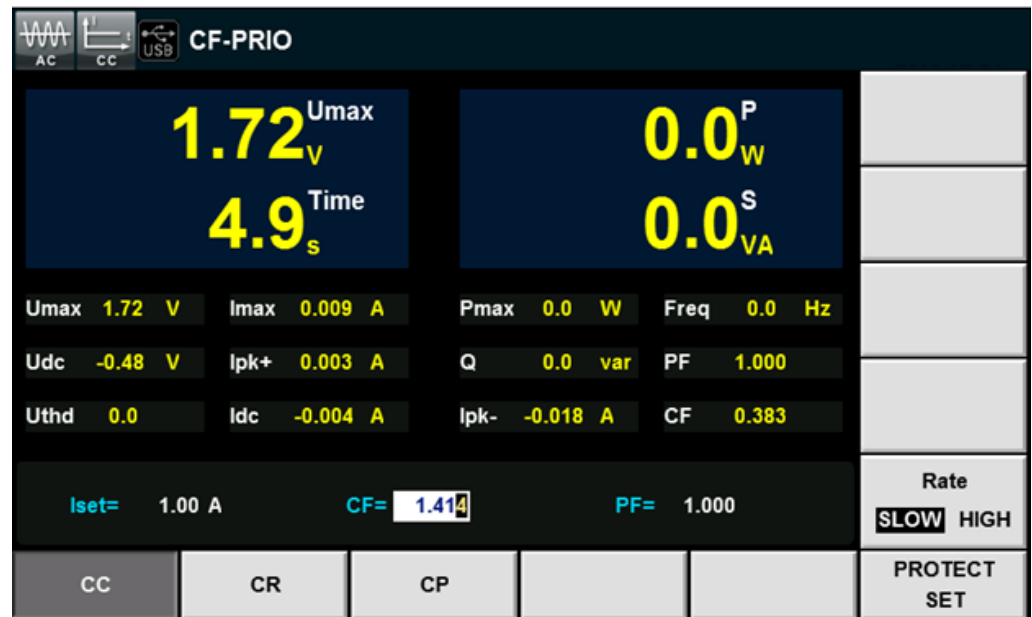 AC CC USB CF-PRIO
1.72 Umax V
4.9 Time s
0.0 P W
0.0 S VA
Umax 1.72 V Imax 0.009 A Pmax 0.0 W Freq 0.0 Hz
Udc -0.48 V Ipk+ 0.003 A Q 0.0 var PF 1.000
Uthd 0.0 Idc -0.004 A Ipk- -0.018 A CF 0.383
Iset= 1.00 A CF= 1.414 PF= 1.000
Rate
SLOW HIGH
CC CR CP
PROTECT
SET